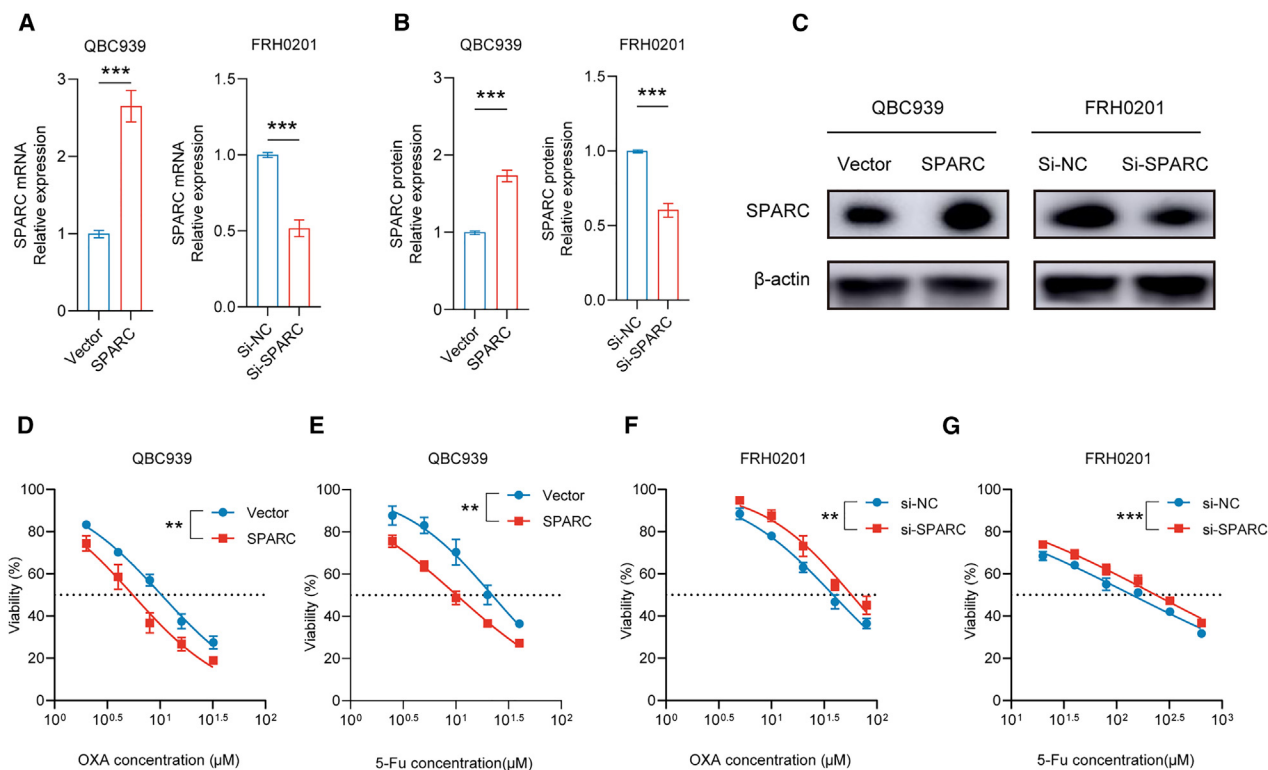 A
QBC939
***
3
2
1
0
SPARC mRNA
Relative expression
Vector
SPARC
FRH0201
***
1.5
1.0
0.5
0.0
SPARC mRNA
Relative expression
Si-NC
Si-SPARC
B
QBC939
***
3
2
1
0
SPARC protein
Relative expression
Vector
SPARC
FRH0201
***
1.5
1.0
0.5
0.0
SPARC protein
Relative expression
Si-NC
Si-SPARC
C
QBC939 FRH0201
Vector SPARC Si-NC Si-SPARC
SPARC
β-actin
D
QBC939
100
80
60
40
20
0
Viability (%)
** Vector
SPARC
10^0 10^0.5 10^1 10^1.5 10^2
OXA concentration (µM)
E
QBC939
100
80
60
40
20
0
Viability (%)
** Vector
SPARC
10^0 10^0.5 10^1 10^1.5 10^2
5-Fu concentration(µM)
F
FRH0201
100
80
60
40
20
0
Viability (%)
** si-NC
si-SPARC
10^0 10^0.5 10^1 10^1.6 10^2
OXA concentration (µM)
G
FRH0201
100
80
60
40
20
0
Viability (%)
*** si-NC
si-SPARC
10^1 10^1.5 10^2 10^2.5 10^3
5-Fu concentration(µM)